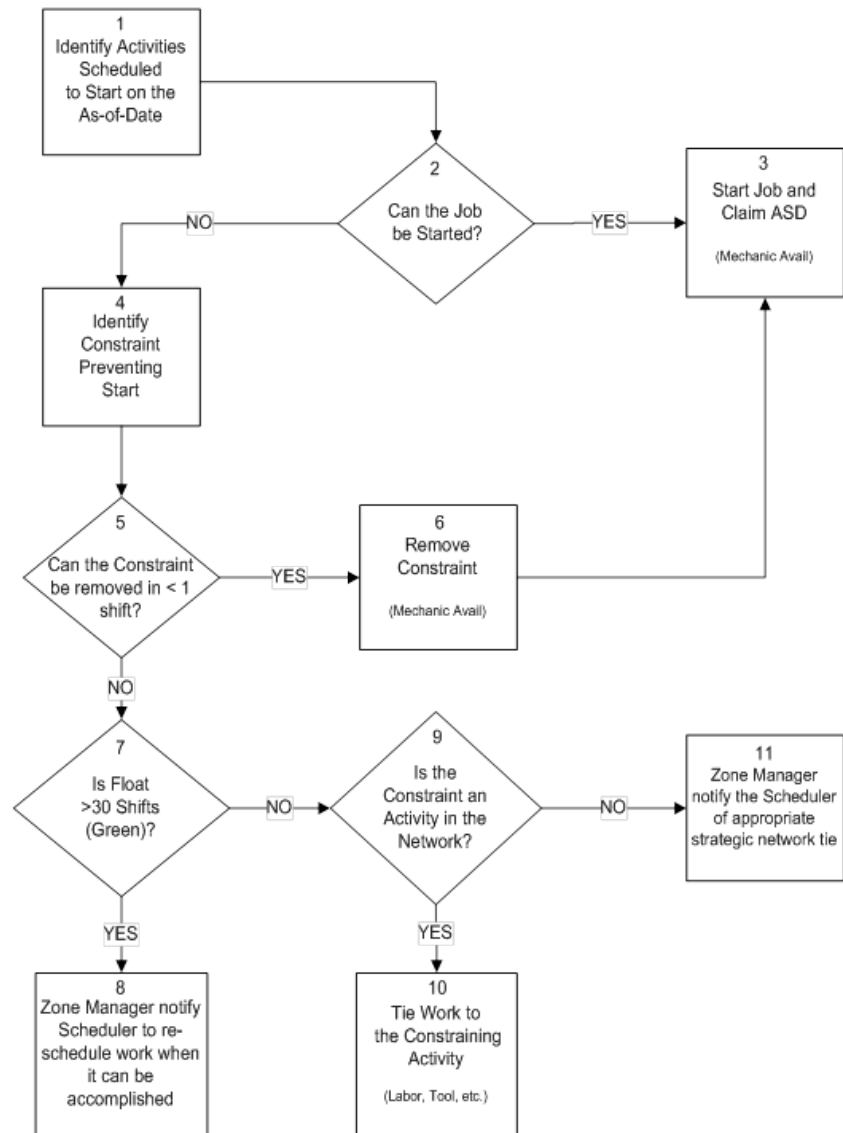 1
Identify Activities
Scheduled
to Start on the
As-of-Date
2
Can the Job
be Started?
NO
YES
3
Start Job and
Claim ASD
(Mechanic Avail)
4
Identify
Constraint
Preventing
Start
5
Can the Constraint
be removed in < 1
shift?
YES
6
Remove
Constraint
(Mechanic Avail)
NO
7
Is Float
>30 Shifts
(Green)?
NO
9
Is the
Constraint an
Activity in the
Network?
NO
11
Zone Manager
notify the Scheduler
of appropriate
strategic network tie
YES
8
Zone Manager notify
Scheduler to re-
schedule work when
it can be
accomplished
YES
10
Tie Work to
the Constraining
Activity
(Labor, Tool, etc.)